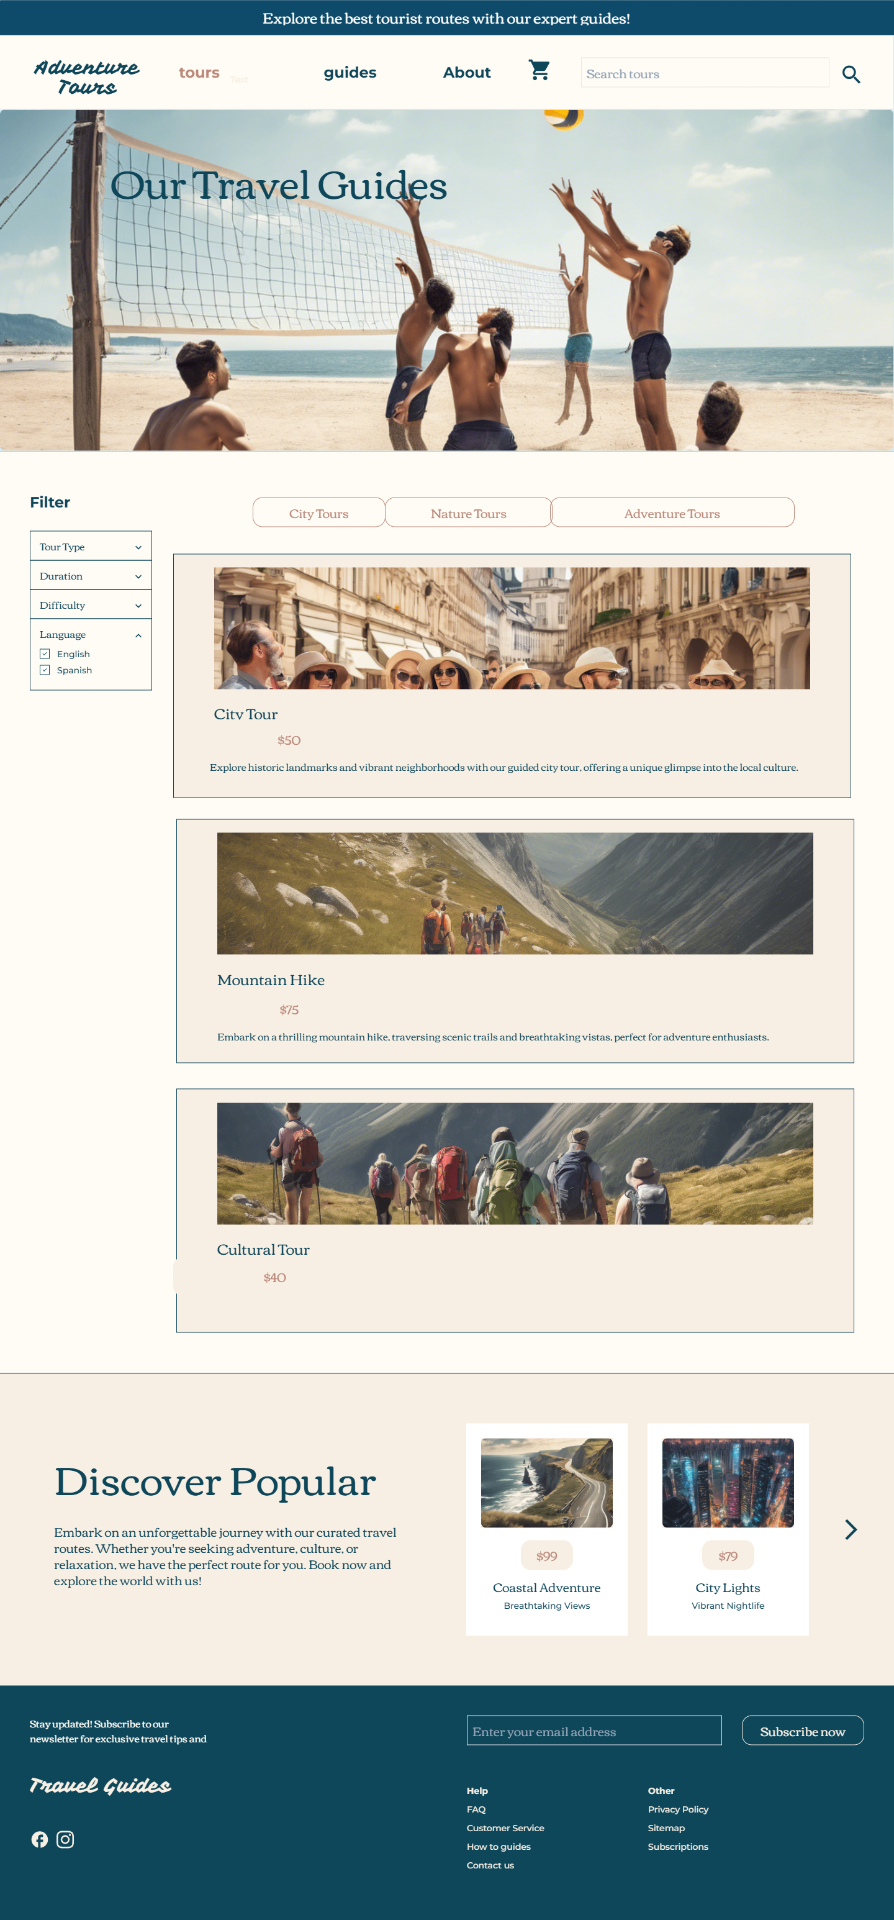 Explore the best tourist routes with our expert guides!
Adventure
Tours
tours
guides
About
Search tours
Our Travel Guides
Filter
City Tours
Nature Tours
Adventure Tours
Tour Type
Duration
Difficulty
Language
English
Spanish
City Tour
$50
Explore historic landmarks and vibrant neighborhoods with our guided city tour, offering a unique glimpse into the local culture.
Mountain Hike
$75
Embark on a thrilling mountain hike, traversing scenic trails and breathtaking vistas, perfect for adventure enthusiasts.
Cultural Tour
$40
Discover Popular
Embark on an unforgettable journey with our curated travel
routes. Whether you're seeking adventure, culture, or
relaxation, we have the perfect route for you. Book now and
explore the world with us!
$99
Coastal Adventure
Breathtaking Views
$79
City Lights
Vibrant Nightlife
Stay updated! Subscribe to our
newsletter for exclusive travel tips and
Enter your email address
Subscribe now
Travel Guides
Help
FAQ
Customer Service
How to guides
Contact us
Other
Privacy Policy
Sitemap
Subscriptions